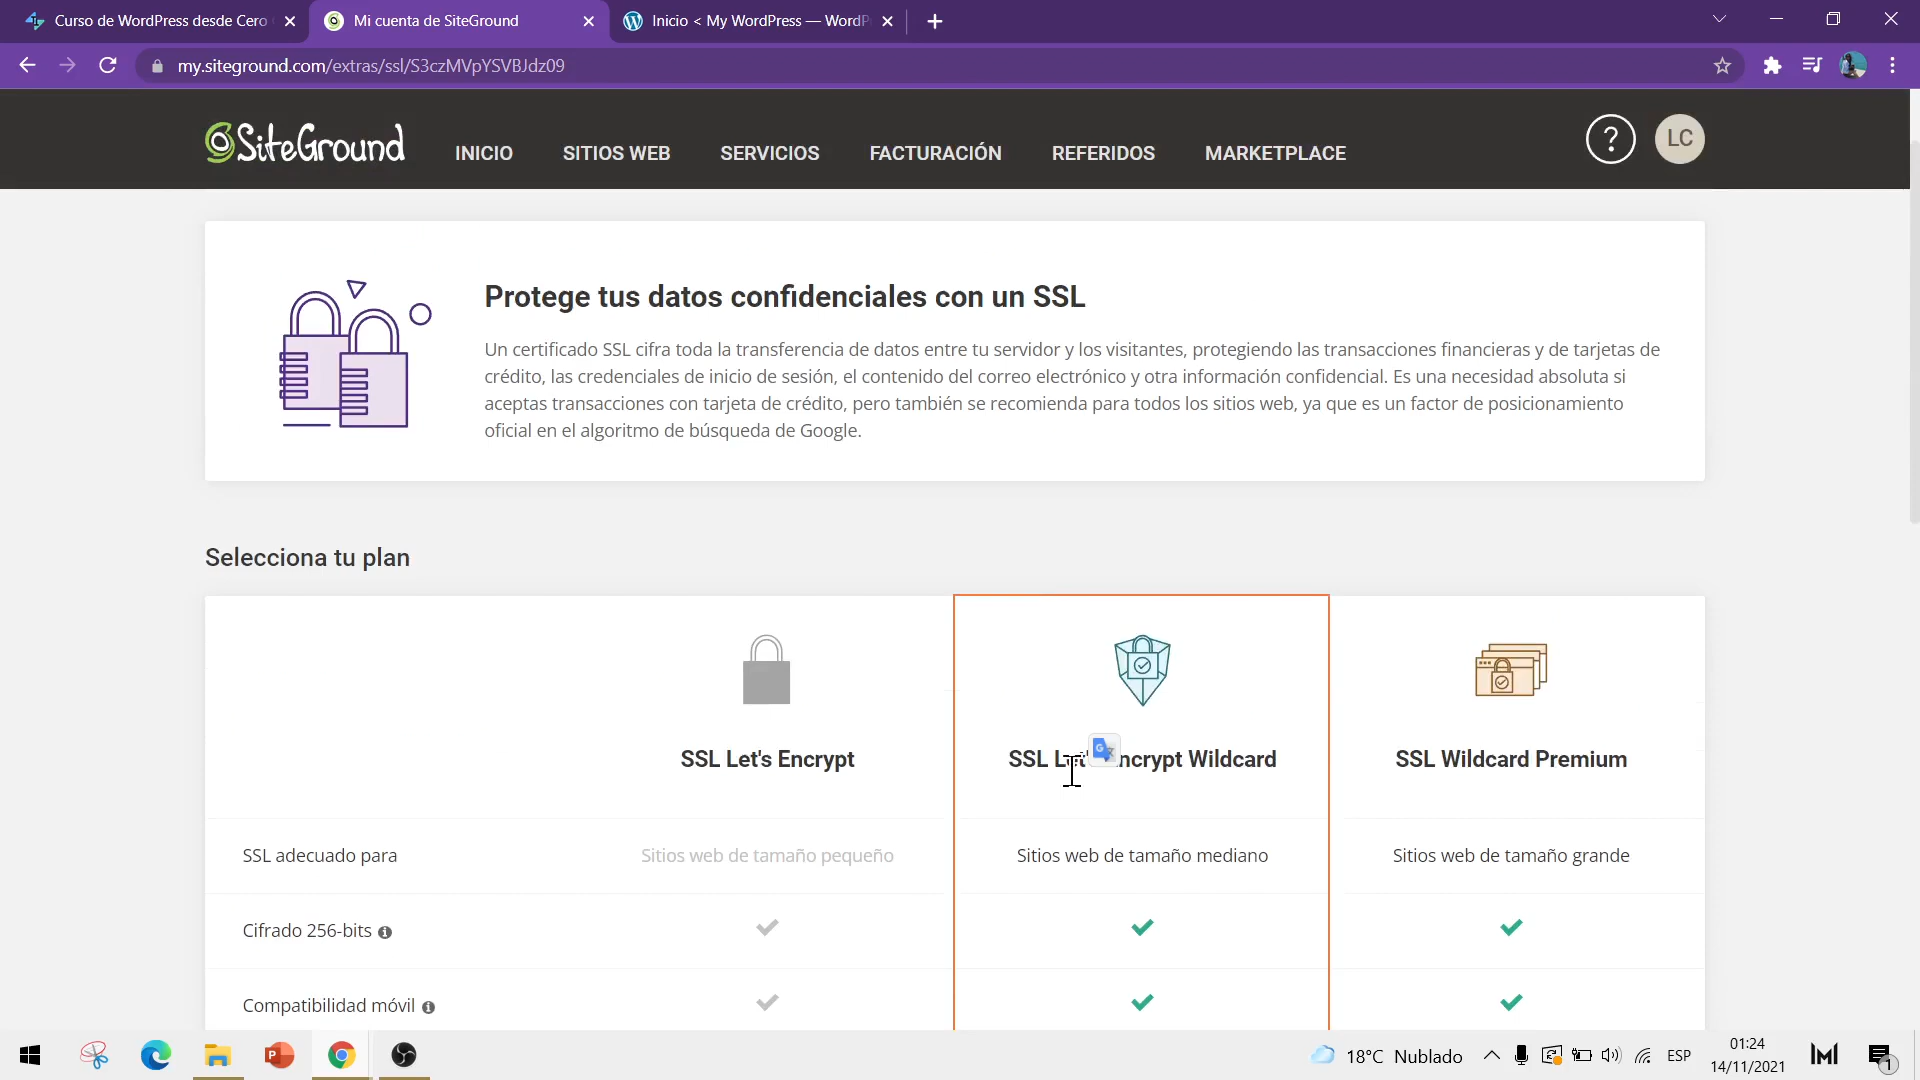 Curso de WordPress desde Cero
Mi cuenta de SiteGround
Inicio < My WordPress — WordP
my.siteground.com/extras/ssl/S3czMVpYSVBJdz09
SiteGround
INICIO
SITIOS WEB
SERVICIOS
FACTURACIÓN
REFERIDOS
MARKETPLACE
?
LC
Protege tus datos confidenciales con un SSL
Un certificado SSL cifra toda la transferencia de datos entre tu servidor y los visitantes, protegiendo las transacciones financieras y de tarjetas de
crédito, las credenciales de inicio de sesión, el contenido del correo electrónico y otra información confidencial. Es una necesidad absoluta si
aceptas transacciones con tarjeta de crédito, pero también se recomienda para todos los sitios web, ya que es un factor de posicionamiento
oficial en el algoritmo de búsqueda de Google.
Selecciona tu plan
SSL Let's Encrypt
SSL Wildcard
SSL Wildcard Premium
SSL adecuado para
Sitios web de tamaño pequeño
Sitios web de tamaño mediano
Sitios web de tamaño grande
Cifrado 256-bits
Compatibilidad móvil
18°C Nublado
ESP
01:24
14/11/2021
1